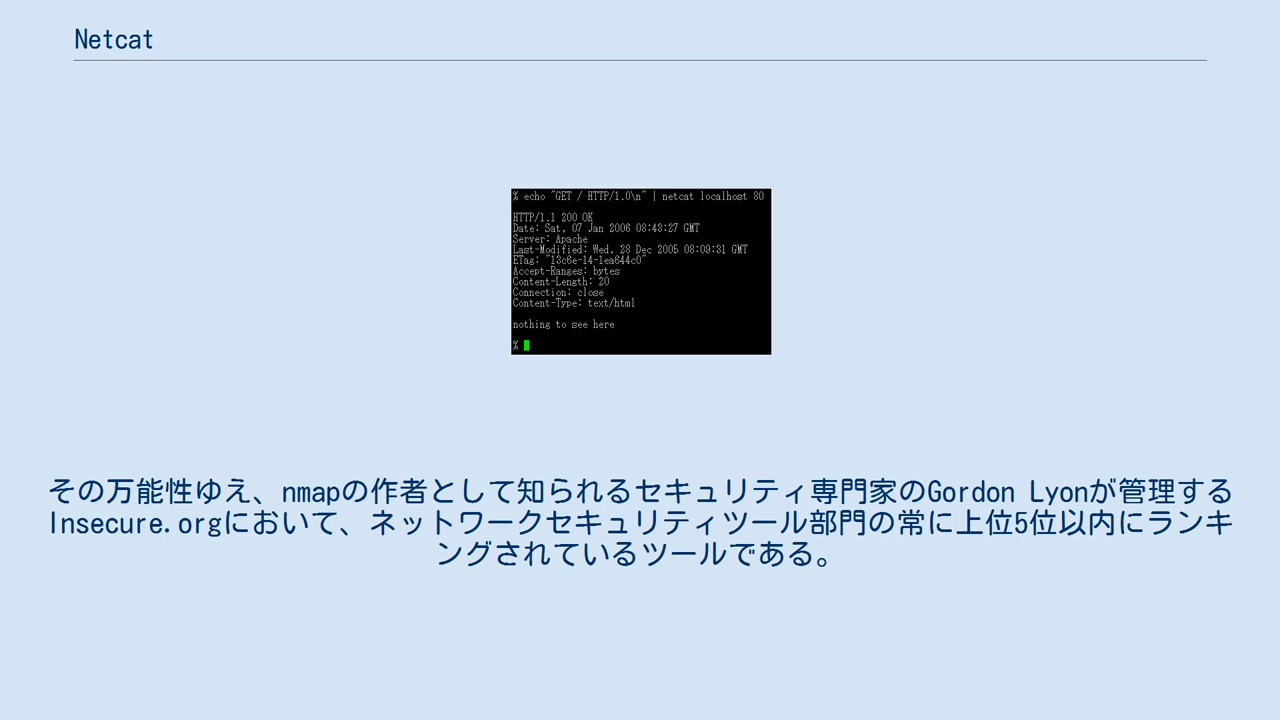 Netcat
% echo "GET / HTTP/1.0\n" | netcat localhost 80
HTTP/1.1 200 OK
Date: Sat, 07 Jan 2006 08:43:27 GMT
Server: Apache
Last-Modified: Wed, 28 Dec 2005 08:09:31 GMT
ETag: "13c6e-14-1ea644c0"
Accept-Ranges: bytes
Content-Length: 20
Connection: close
Content-Type: text/html
nothing to see here
%
その万能性ゆえ、nmapの作者として知られるセキュリティ専門家のGordon Lyonが管理する
Insecure.orgにおいて、ネットワークセキュリティツール部門の常に上位5位以内にランキ
ングされているツールである。